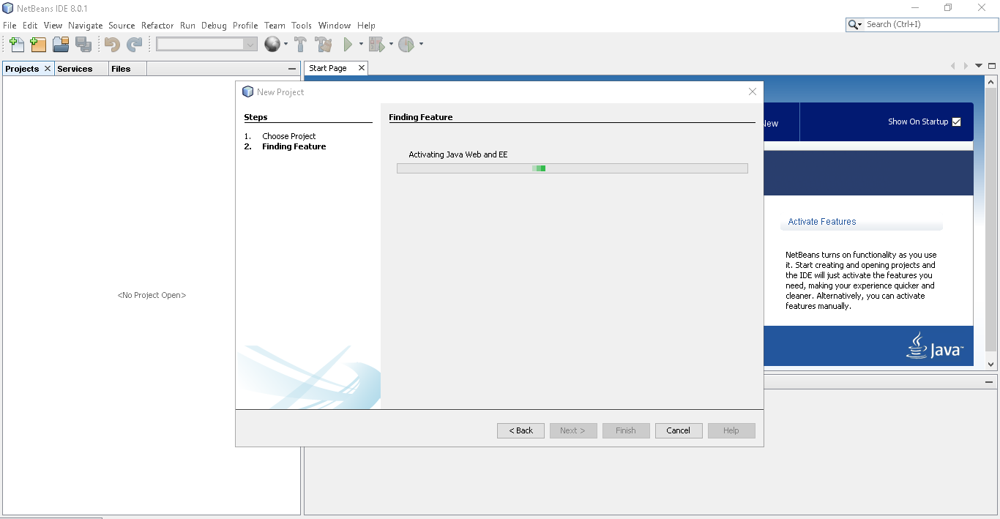 NetBeans IDE 8.0.1
File Edit View Navigate Source Refactor Run Debug Profile Team Tools Window Help
Search (Ctrl+I)
Projects Services Files
Start Page
New Project
Steps
1. Choose Project
2. Finding Feature
Finding Feature
Activating Java Web and EE
< Back Next > Finish Cancel Help
<No Project Open>
Show On Startup
Activate Features
NetBeans turns on functionality as you use
it. Start creating and opening projects and
the IDE will just activate the features you
need, making your experience quicker and
cleaner. Alternatively, you can activate
features manually.
Java™